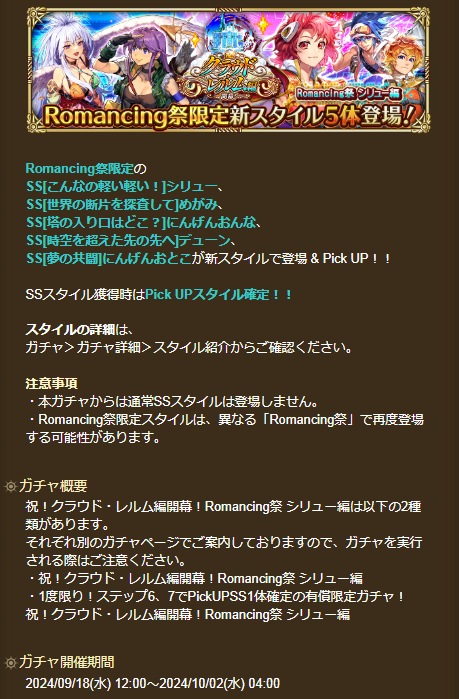 クラウド
レルム編
開幕
Romancing祭 シリュー編
Romancing祭限定新スタイル5体登場!!
Romancing祭限定の
SS[こんなの軽い軽い！]シリュー、
SS[世界の断片を探査して]めがみ、
SS[塔の入り口はどこ？]にんげんおんな、
SS[時空を超えた先の先へ]デューン、
SS[夢の共闘]にんげんおとこが新スタイルで登場 & Pick UP！！
SSスタイル獲得時はPick UPスタイル確定！！
スタイルの詳細は、
ガチャ＞ガチャ詳細＞スタイル紹介からご確認ください。
注意事項
・本ガチャからは通常SSスタイルは登場しません。
・Romancing祭限定スタイルは、異なる「Romancing祭」で再度登場
する可能性があります。
ガチャ概要
祝！クラウド・レルム編開幕！Romancing祭 シリュー編は以下の2種
類があります。
それぞれ別のガチャページでご案内しておりますので、ガチャを実行
される際はご注意ください。
・祝！クラウド・レルム編開幕！Romancing祭 シリュー編
・1度限り！ステップ6、7でPickUPSS1体確定の有償限定ガチャ！
祝！クラウド・レルム編開幕！Romancing祭 シリュー編
ガチャ開催期間
2024/09/18(水) 12:00～2024/10/02(水) 04:00